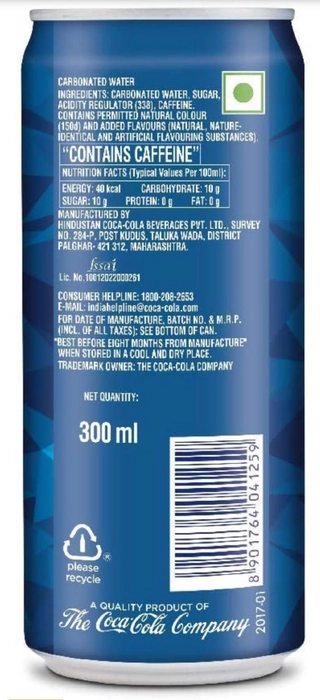 CARBONATED WATER
INGREDIENTS: CARBONATED WATER, SUGAR,
ACIDITY REGULATOR (338), CAFFEINE.
CONTAINS PERMITTED NATURAL COLOUR
(150d) AND ADDED FLAVOURS (NATURAL, NATURE-
IDENTICAL AND ARTIFICIAL FLAVOURING SUBSTANCES).
"CONTAINS CAFFEINE"
NUTRITION FACTS (Typical Values Per 100ml):
ENERGY: 40 kcal CARBOHYDRATE: 10 g
SUGAR: 10 g PROTEIN: 0 g FAT: 0 g
MANUFACTURED BY
HINDUSTAN COCA-COLA BEVERAGES PVT. LTD., SURVEY
NO. 284-P, POST KUDUS, TALUKA WADA, DISTRICT
PALGHAR- 421 312, MAHARASHTRA.
fssai
Lic. No. 10012022000261
CONSUMER HELPLINE: 1800-208-2653
E-MAIL: indiahelpline@coca-cola.com
FOR DATE OF MANUFACTURE, BATCH NO. & M.R.P.
(INCL. OF ALL TAXES): SEE BOTTOM OF CAN.
"BEST BEFORE EIGHT MONTHS FROM MANUFACTURE"
WHEN STORED IN A COOL AND DRY PLACE.
TRADEMARK OWNER: THE COCA-COLA COMPANY
NET QUANTITY:
300 ml
8 901764 041259
please
recycle
A QUALITY PRODUCT OF
The Coca-Cola Company
2017-01